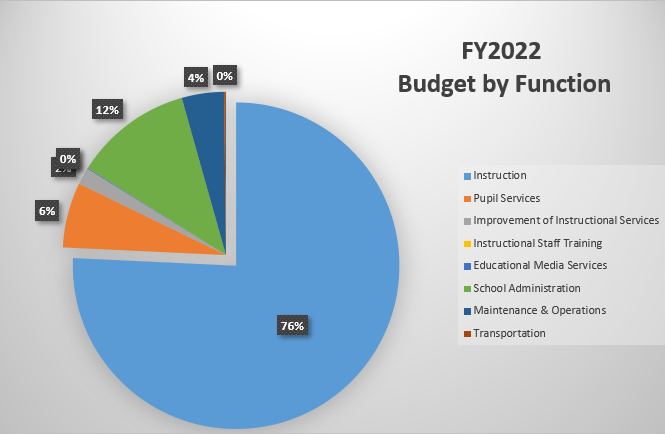 FY2022
Budget by Function
4%
0%
12%
0%
2%
6%
76%
Instruction
Pupil Services
Improvement of Instructional Services
Instructional Staff Training
Educational Media Services
School Administration
Maintenance & Operations
Transportation